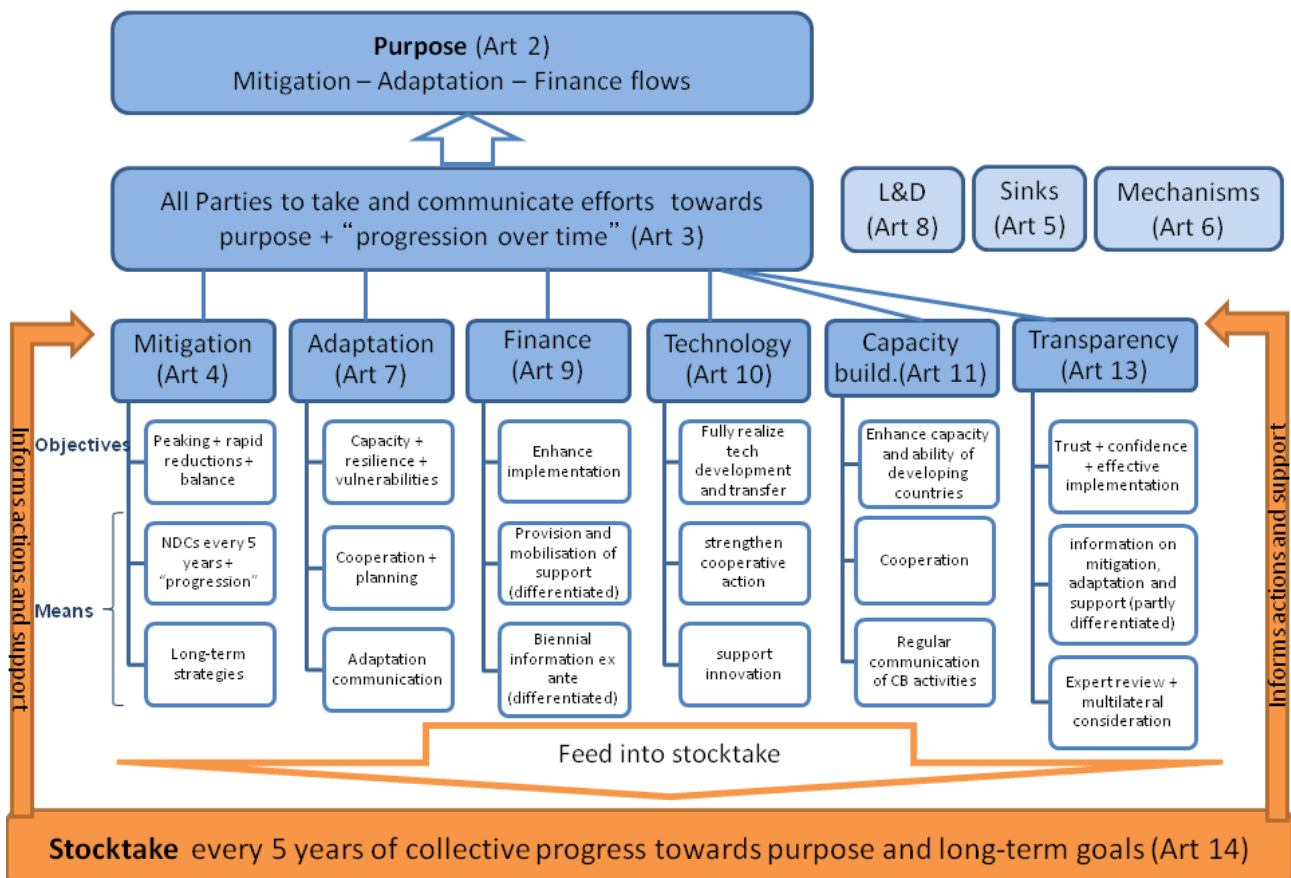 Purpose (Art 2)
Mitigation – Adaptation – Finance flows
All Parties to take and communicate efforts towards
purpose + “progression over time” (Art 3)
L&D
(Art 8)
Sinks
(Art 5)
Mechanisms
(Art 6)
Mitigation
(Art 4)
Adaptation
(Art 7)
Finance
(Art 9)
Technology
(Art 10)
Capacity
build.(Art 11)
Transparency
(Art 13)
Objectives
Peaking + rapid
reductions +
balance
Capacity +
resilience +
vulnerabilities
Enhance
implementation
Fully realize
tech
development
and transfer
Enhance capacity
and ability of
developing
countries
Trust + confidence
+ effective
implementation
Means
NDCs every 5
years +
“progression”
Cooperation +
planning
Provision and
mobilisation of
support
(differentiated)
strengthen
cooperative
action
Cooperation
information on
mitigation,
adaptation and
support (partly
differentiated)
Long-term
strategies
Adaptation
communication
Biennial
information ex
ante
(differentiated)
support
innovation
Regular
communication
of CB activities
Expert review +
multilateral
consideration
Informs actions and support
Informs actions and support
Feed into stocktake
Stocktake every 5 years of collective progress towards purpose and long-term goals (Art 14)